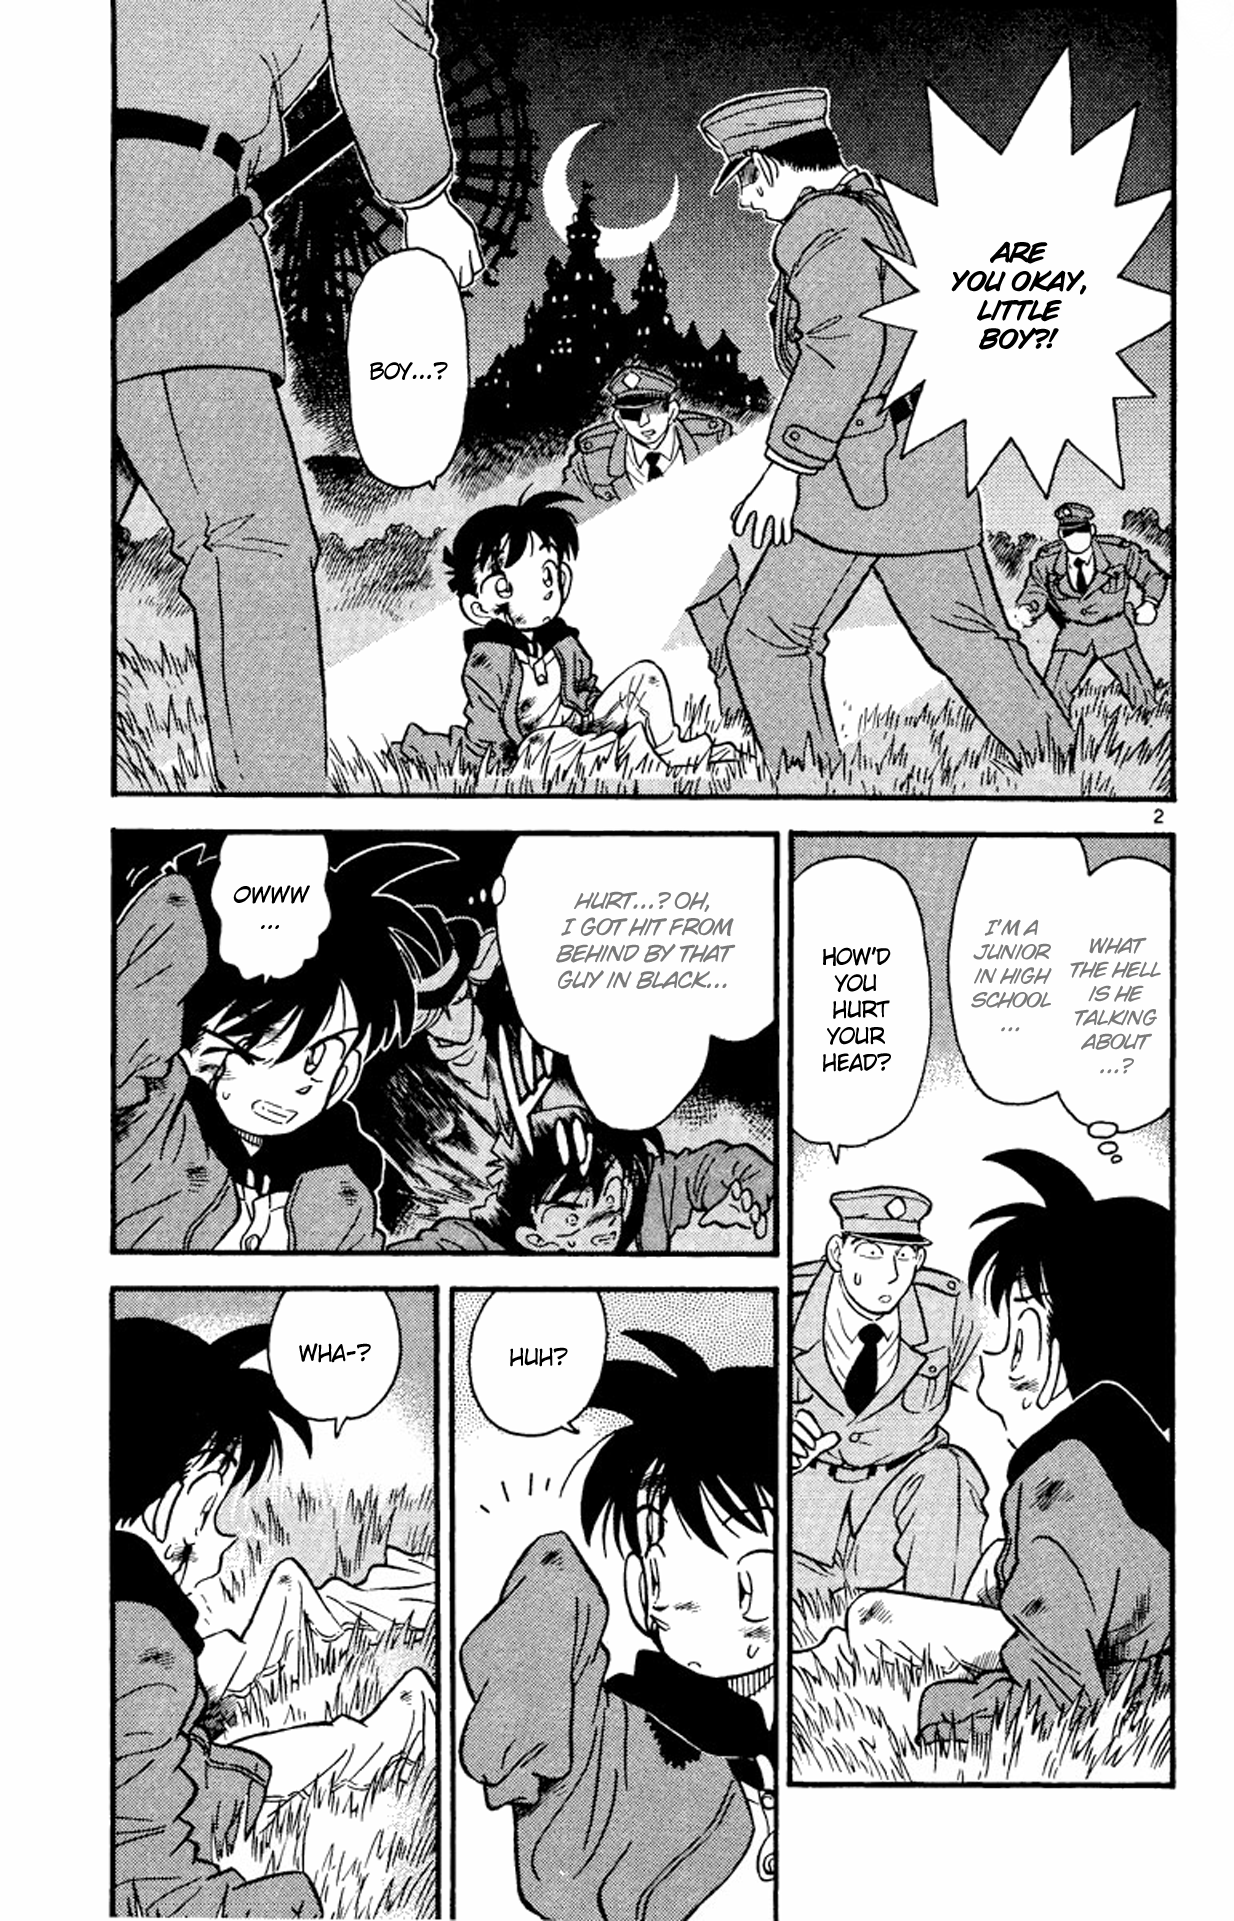 ARE
YOU OKAY,
LITTLE
BOY?!
BOY...?
2
WHAT
THE HELL
IS HE
TALKING
ABOUT
...?
I'M A
JUNIOR
IN HIGH
SCHOOL
...
HOW'D
YOU
HURT
YOUR
HEAD?
HURT...? OH,
I GOT HIT FROM
BEHIND BY THAT
GUY IN BLACK...
OWWW
...
HUH?
WHA-?